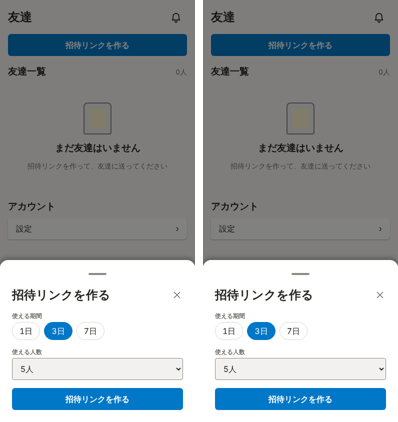 友達
招待リンクを作る
友達一覧
0人
まだ友達はいません
招待リンクを作って、友達に送ってください
アカウント
設定
招待リンクを作る
使える期間
1日
3日
7日
使える人数
5人
招待リンクを作る
友達
招待リンクを作る
友達一覧
0人
まだ友達はいません
招待リンクを作って、友達に送ってください
アカウント
設定
招待リンクを作る
使える期間
1日
3日
7日
使える人数
5人
招待リンクを作る